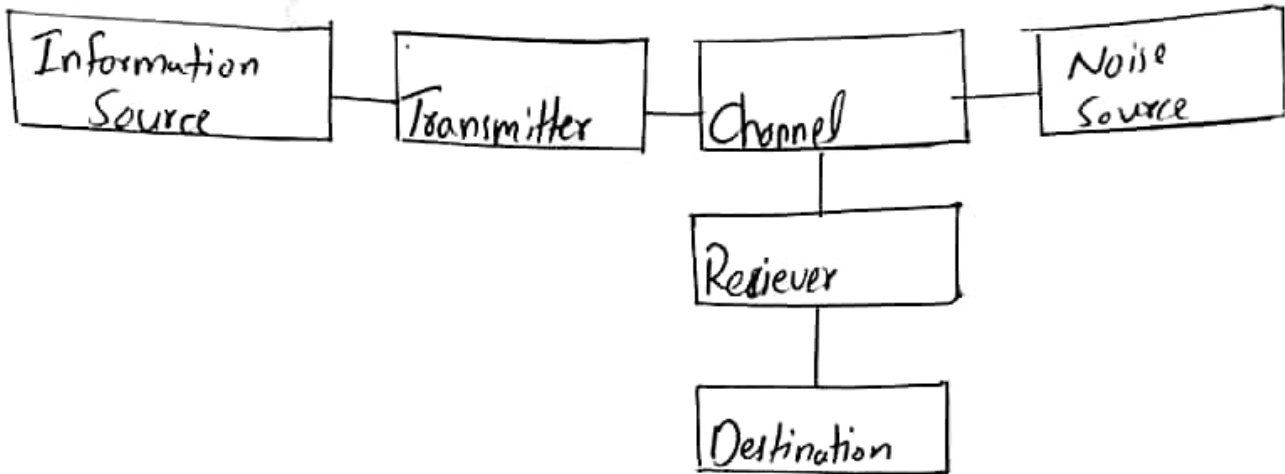 Information
Source
Transmitter
Channel
Noise
Source
Reciever
Destination